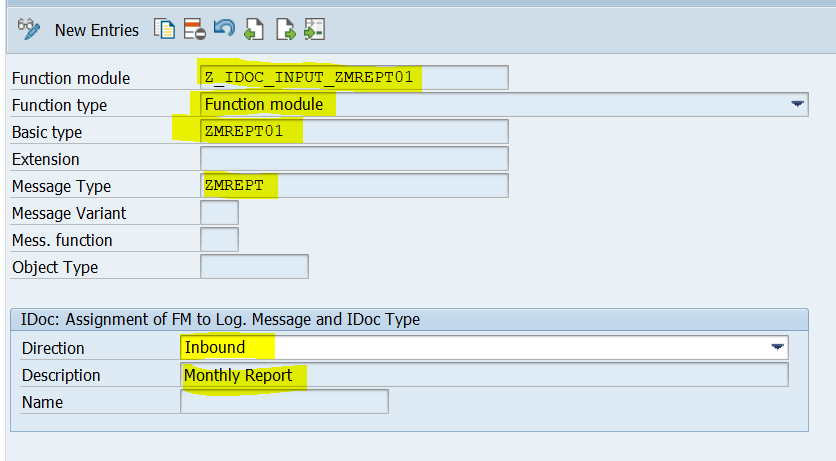 New Entries
Function module Z_IDOC_INPUT_ZMREPT01
Function type Function module
Basic type ZMREPT01
Extension
Message Type ZMREPT
Message Variant
Mess. function
Object Type
IDoc: Assignment of FM to Log. Message and IDoc Type
Direction Inbound
Description Monthly Report
Name